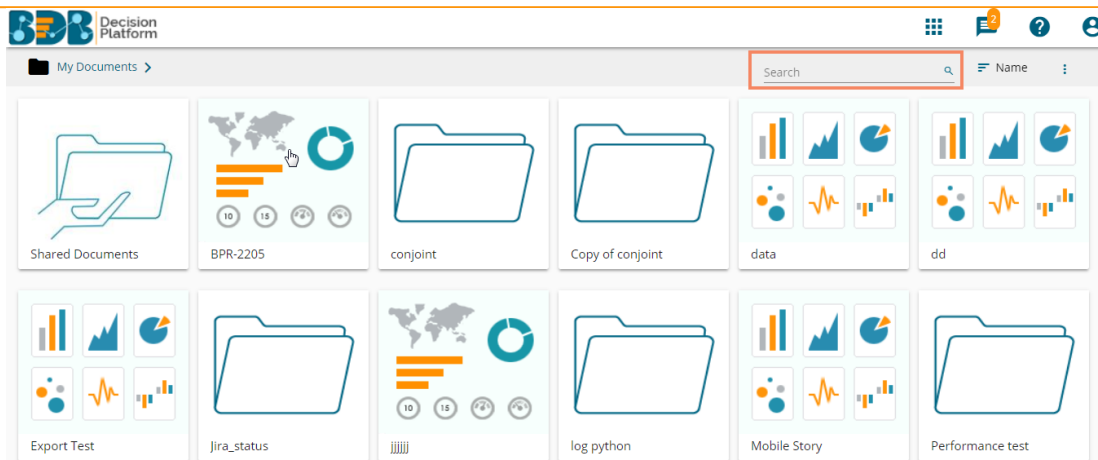 BDB Decision
Platform
2
?
My Documents >
Search
Name
10 15
Shared Documents
BPR-2205
conjoint
Copy of conjoint
data
dd
10 15
Export Test
Jira_status
jjjjjj
log python
Mobile Story
Performance test